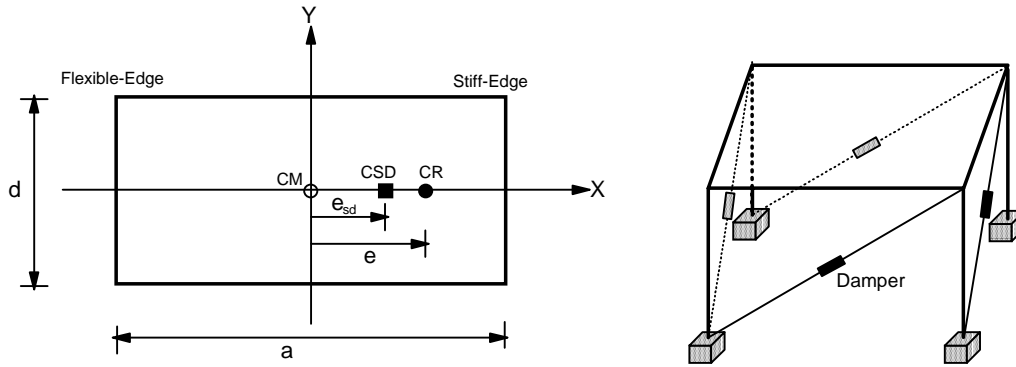 Y
Flexible-Edge
Stiff-Edge
d
CM
CSD
CR
X
e_sd
e
a
Damper